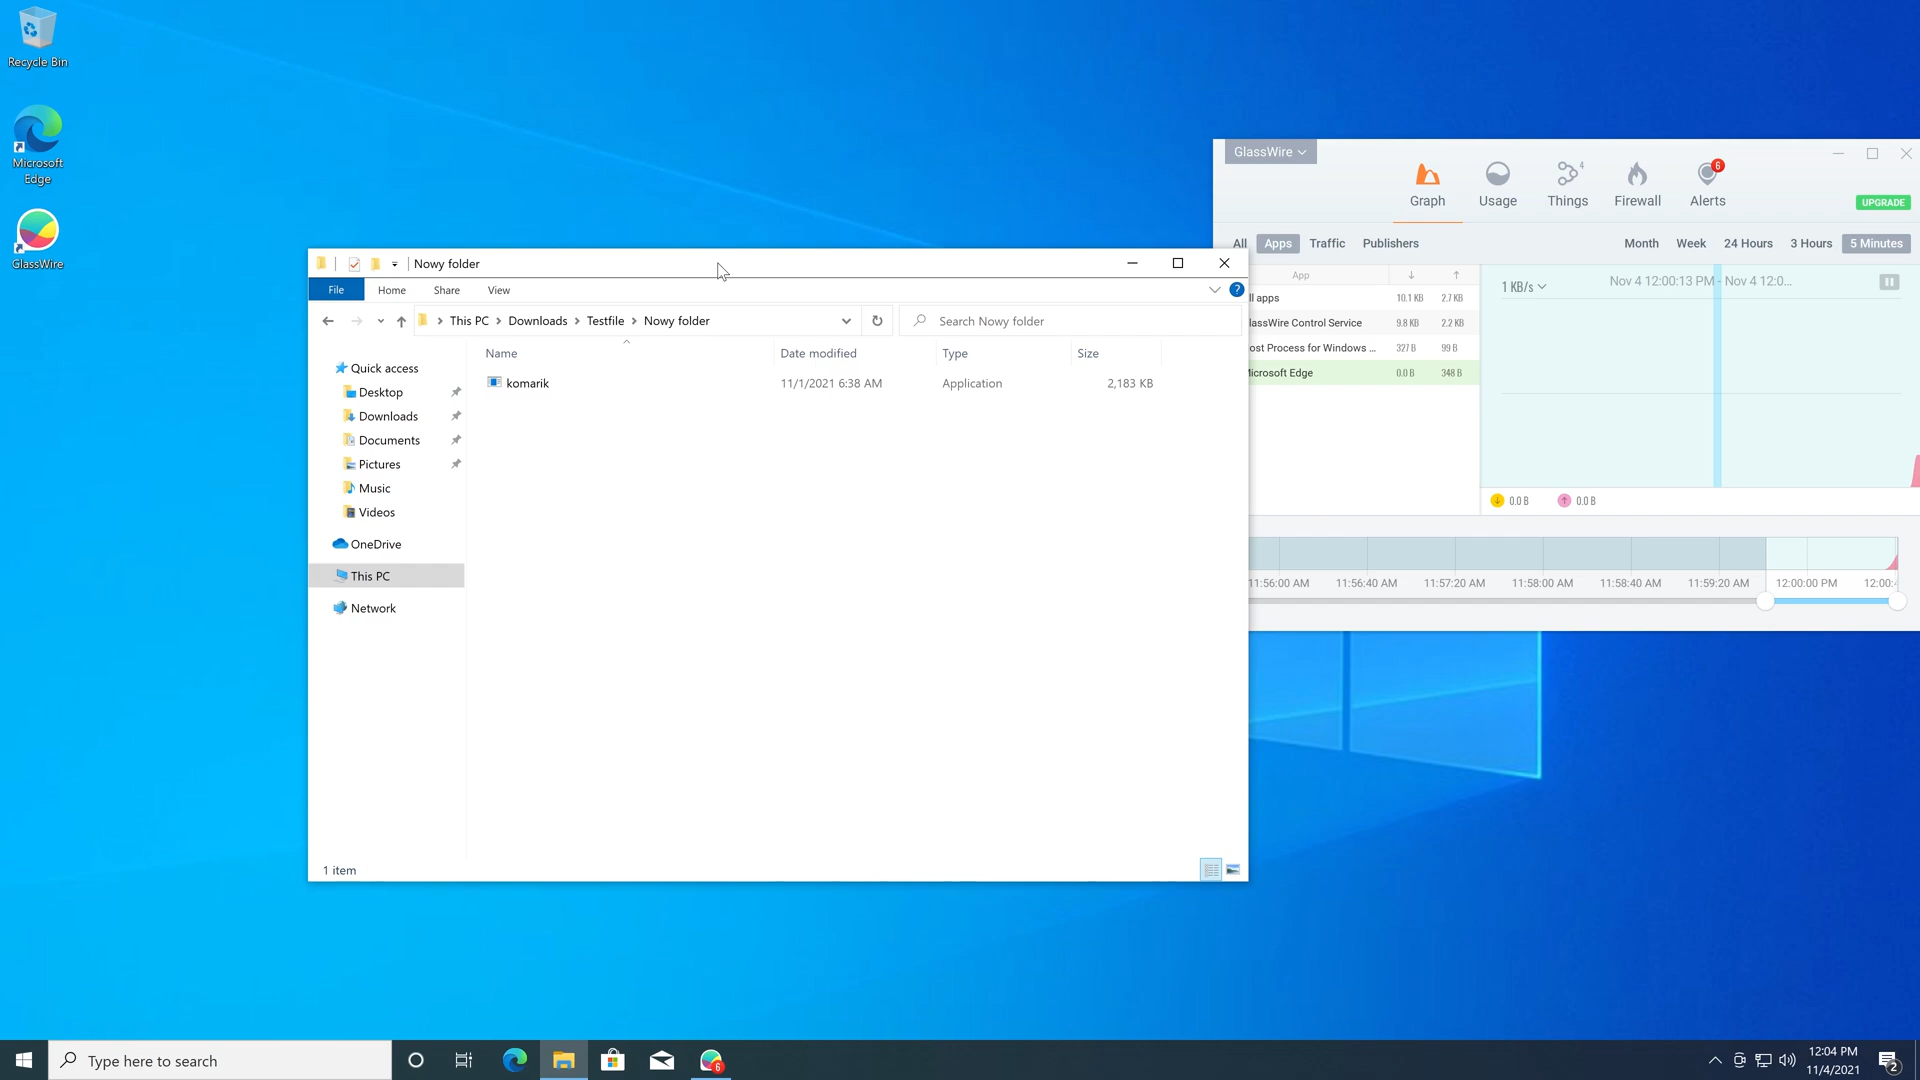 Recycle Bin
Microsoft
Edge
GlassWire
Nowy folder
File Home Share View
This PC Downloads Testfile Nowy folder
Search Nowy folder
Name Date modified Type Size
komarik 11/1/2021 6:38 AM Application 2,183 KB
Quick access
Desktop
Downloads
Documents
Pictures
Music
Videos
OneDrive
This PC
Network
1 item
GlassWire
Graph Usage Things 4 Firewall Alerts 6
UPGRADE
All Apps Traffic Publishers Month Week 24 Hours 3 Hours 5 Minutes
App
ll apps 10.1 KB 2.7 KB
lassWire Control Service 9.8 KB 2.2 KB
ost Process for Windows ... 327 B 99 B
icrosoft Edge 0.0 B 348 B
1 KB/s Nov 4 12:00:13 PM - Nov 4 12:0...
0.0 B 0.0 B
11:56:00 AM 11:56:40 AM 11:57:20 AM 11:58:00 AM 11:58:40 AM 11:59:20 AM 12:00:00 PM 12:00:
Type here to search
6
12:04 PM
11/4/2021
2